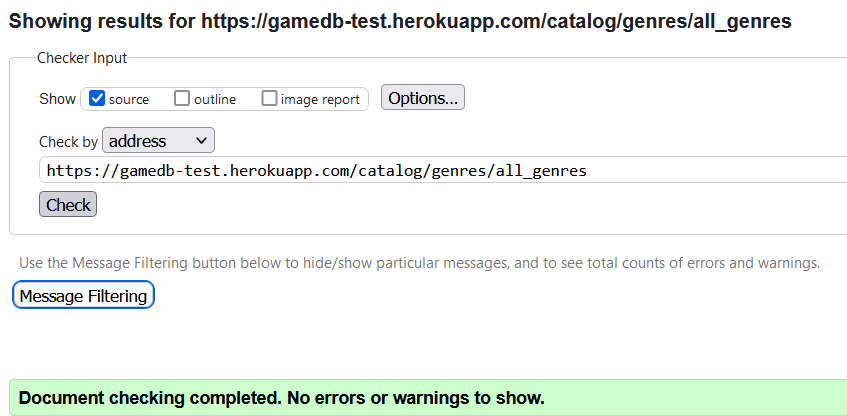 Showing results for https://gamedb-test.herokuapp.com/catalog/genres/all_genres
Checker Input
Show source outline image report Options...
Check by address
https://gamedb-test.herokuapp.com/catalog/genres/all_genres
Check
Use the Message Filtering button below to hide/show particular messages, and to see total counts of errors and warnings.
Message Filtering
Document checking completed. No errors or warnings to show.